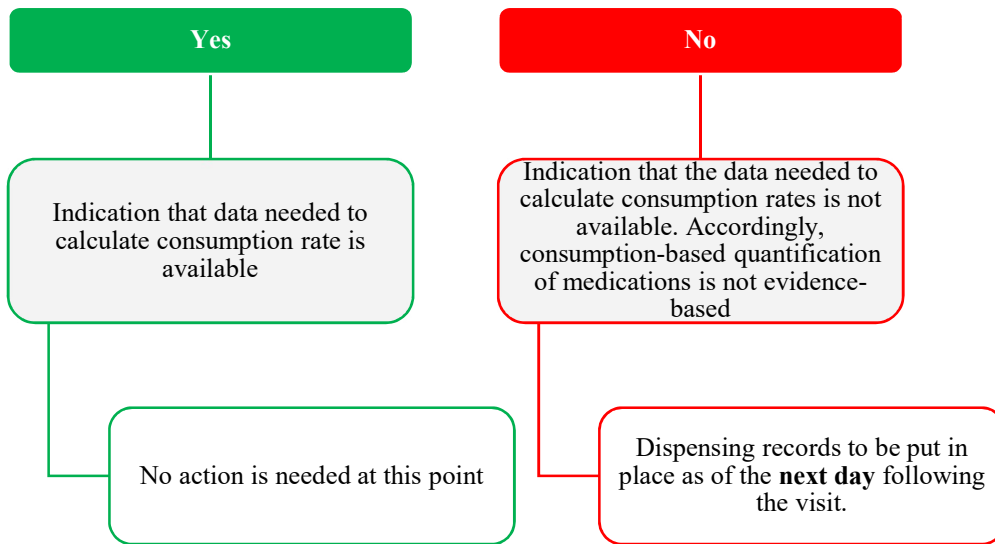 Yes
No
Indication that data needed to
calculate consumption rate is
available
Indication that the data needed to
calculate consumption rates is not
available. Accordingly,
consumption-based quantification
of medications is not evidence-
based
No action is needed at this point
Dispensing records to be put in
place as of the next day following
the visit.